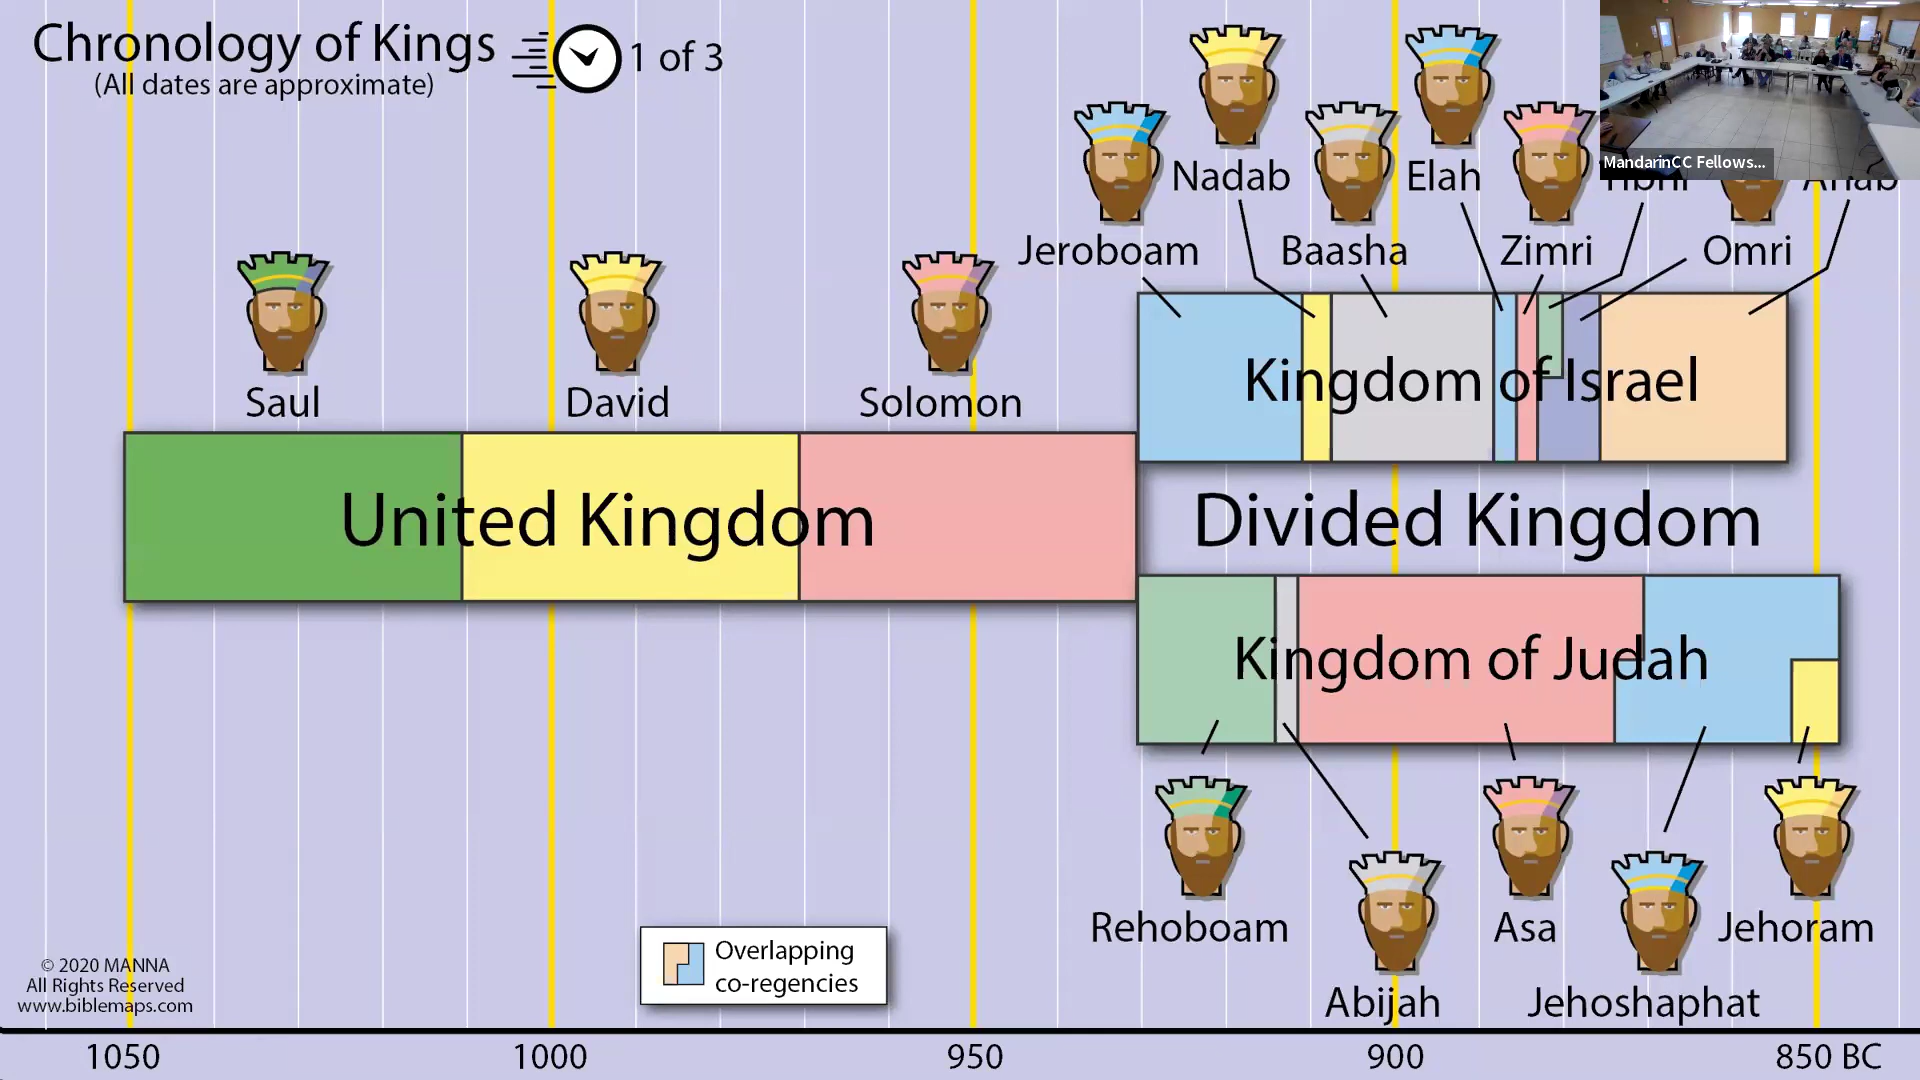 Chronology of Kings
(All dates are approximate)
1 of 3
MandarinCC Fellows...
Nadab
Elah
Jeroboam
Baasha
Zimri
Omri
Saul
David
Solomon
Kingdom of Israel
United Kingdom
Divided Kingdom
Kingdom of Judah
Rehoboam
Asa
Jehoram
Abijah
Jehoshaphat
Overlapping
co-regencies
© 2020 MANNA
All Rights Reserved
www.biblemaps.com
1050
1000
950
900
850 BC